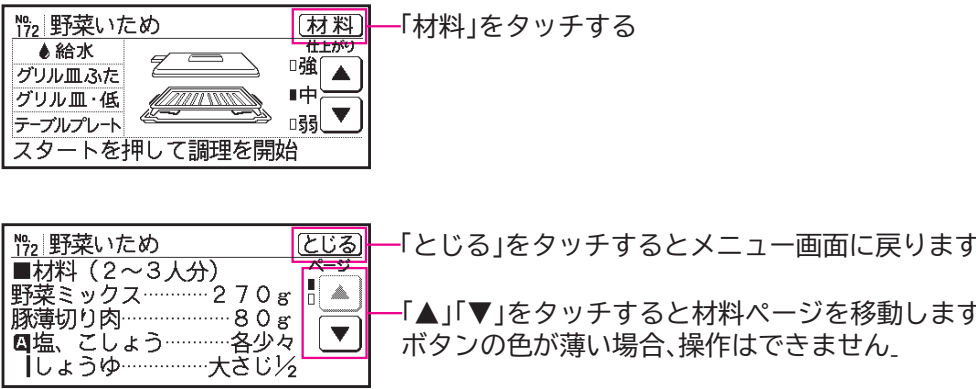 No.172 野菜いため 材料
「材料」をタッチする
給水
仕上がり
グリル皿ふた
強 ▲
グリル皿・低
中
テーブルプレート
弱 ▼
スタートを押して調理を開始
No.172 野菜いため とじる
「とじる」をタッチするとメニュー画面に戻ります
■材料(2~3人分)
ページ
野菜ミックス…………270g
▲
豚薄切り肉………………80g
「▲」「▼」をタッチすると材料ページを移動します
A塩、こしょう…………各少々
▼
ボタンの色が薄い場合、操作はできません
しょうゆ……………大さじ1/2